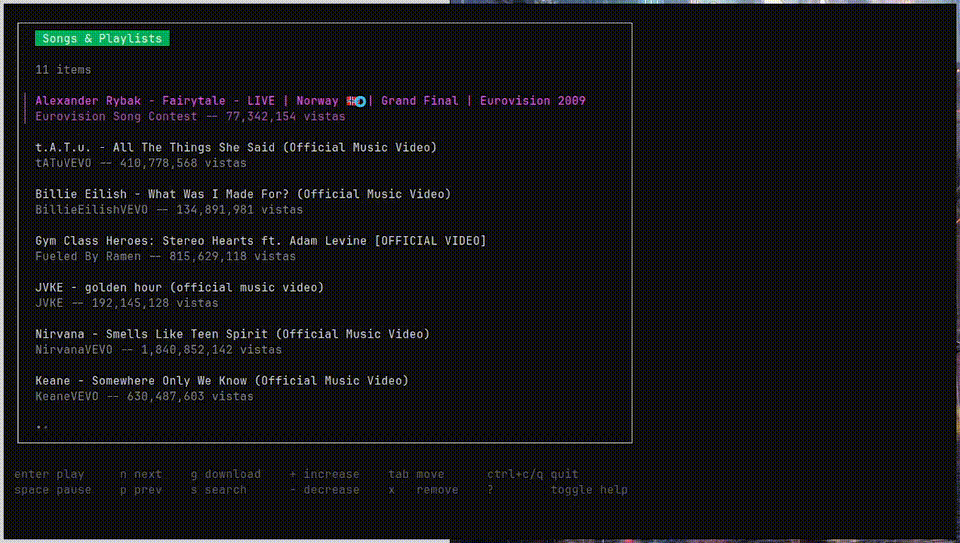 Songs & Playlists
11 items
Alexander Rybak - Fairytale - LIVE | Norway 🇳🇴 | Grand Final | Eurovision 2009
Eurovision Song Contest -- 77,342,154 vistas
t.A.T.u. - All The Things She Said (Official Music Video)
tATuVEVO -- 410,778,568 vistas
Billie Eilish - What Was I Made For? (Official Music Video)
BillieEilishVEVO -- 134,891,981 vistas
Gym Class Heroes: Stereo Hearts ft. Adam Levine [OFFICIAL VIDEO]
Fueled By Ramen -- 815,629,118 vistas
JVKE - golden hour (official music video)
JVKE -- 192,145,128 vistas
Nirvana - Smells Like Teen Spirit (Official Music Video)
NirvanaVEVO -- 1,840,852,142 vistas
Keane - Somewhere Only We Know (Official Music Video)
KeaneVEVO -- 630,487,603 vistas
••
enter play n next g download + increase tab move ctrl+c/q quit
space pause p prev s search - decrease x remove ? toggle help